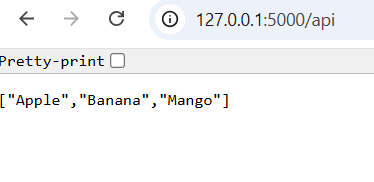 127.0.0.1:5000/api
Pretty-print
["Apple","Banana","Mango"]